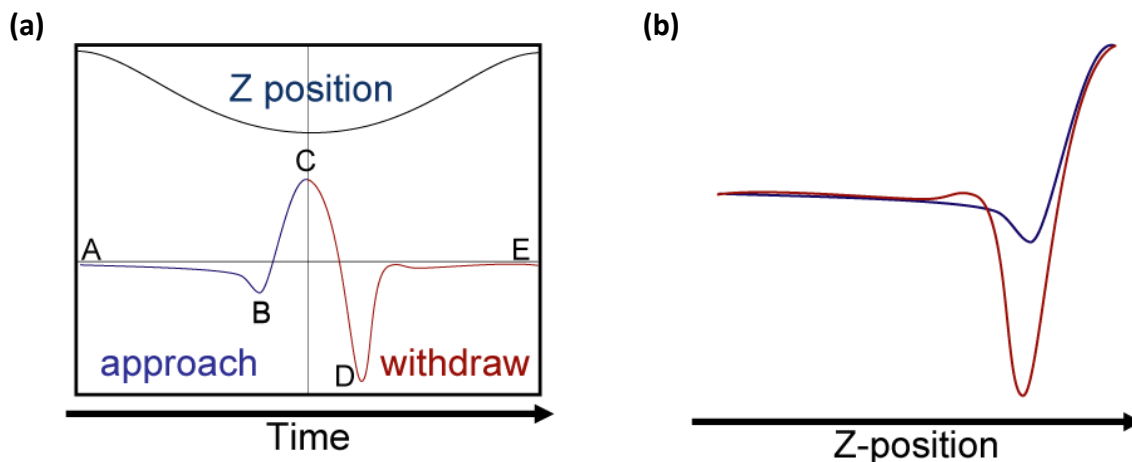 (a)
Z position
C
A
E
B
D
approach
withdraw
Time
(b)
Z-position